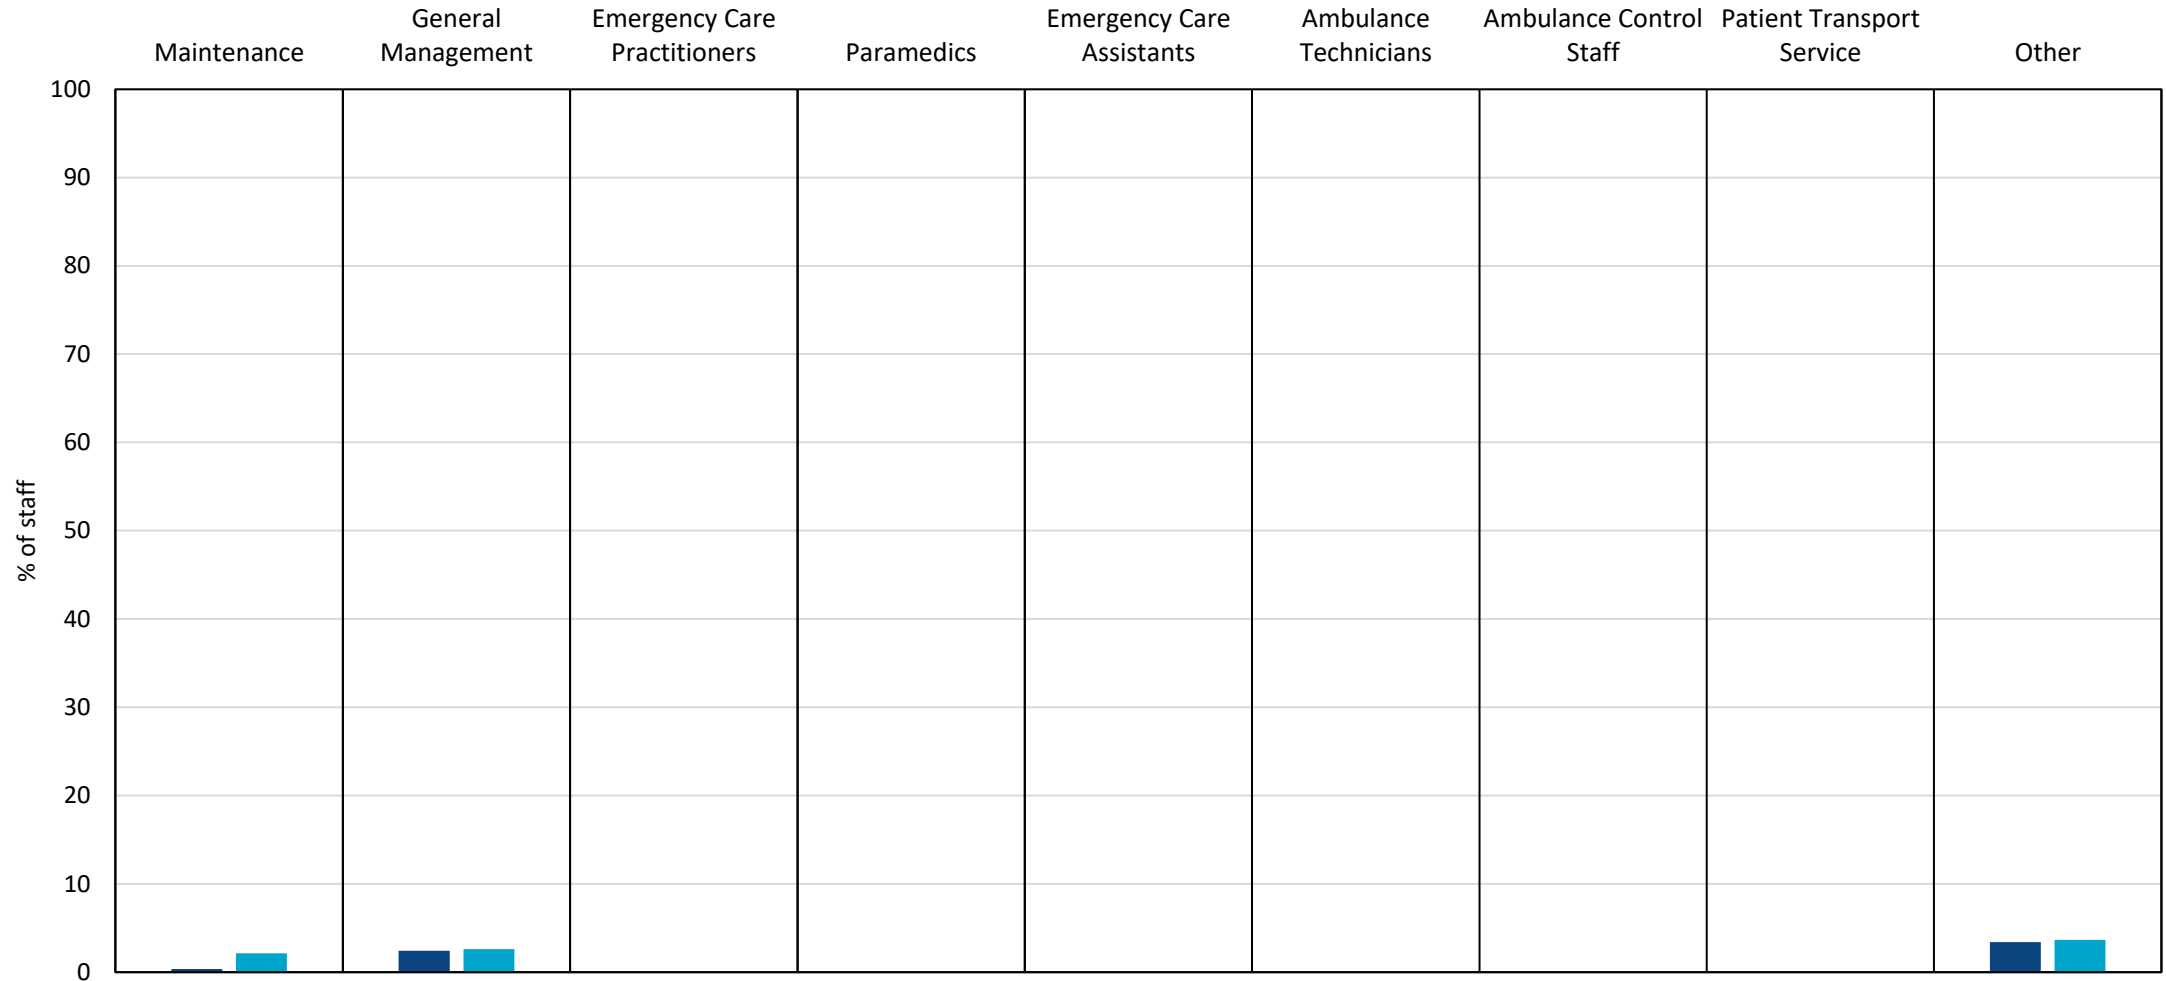 Maintenance
General
Management
Emergency Care
Practitioners
Paramedics
Emergency Care
Assistants
Ambulance
Technicians
Ambulance Control
Staff
Patient Transport
Service
Other
% of staff
100
90
80
70
60
50
40
30
20
10
0